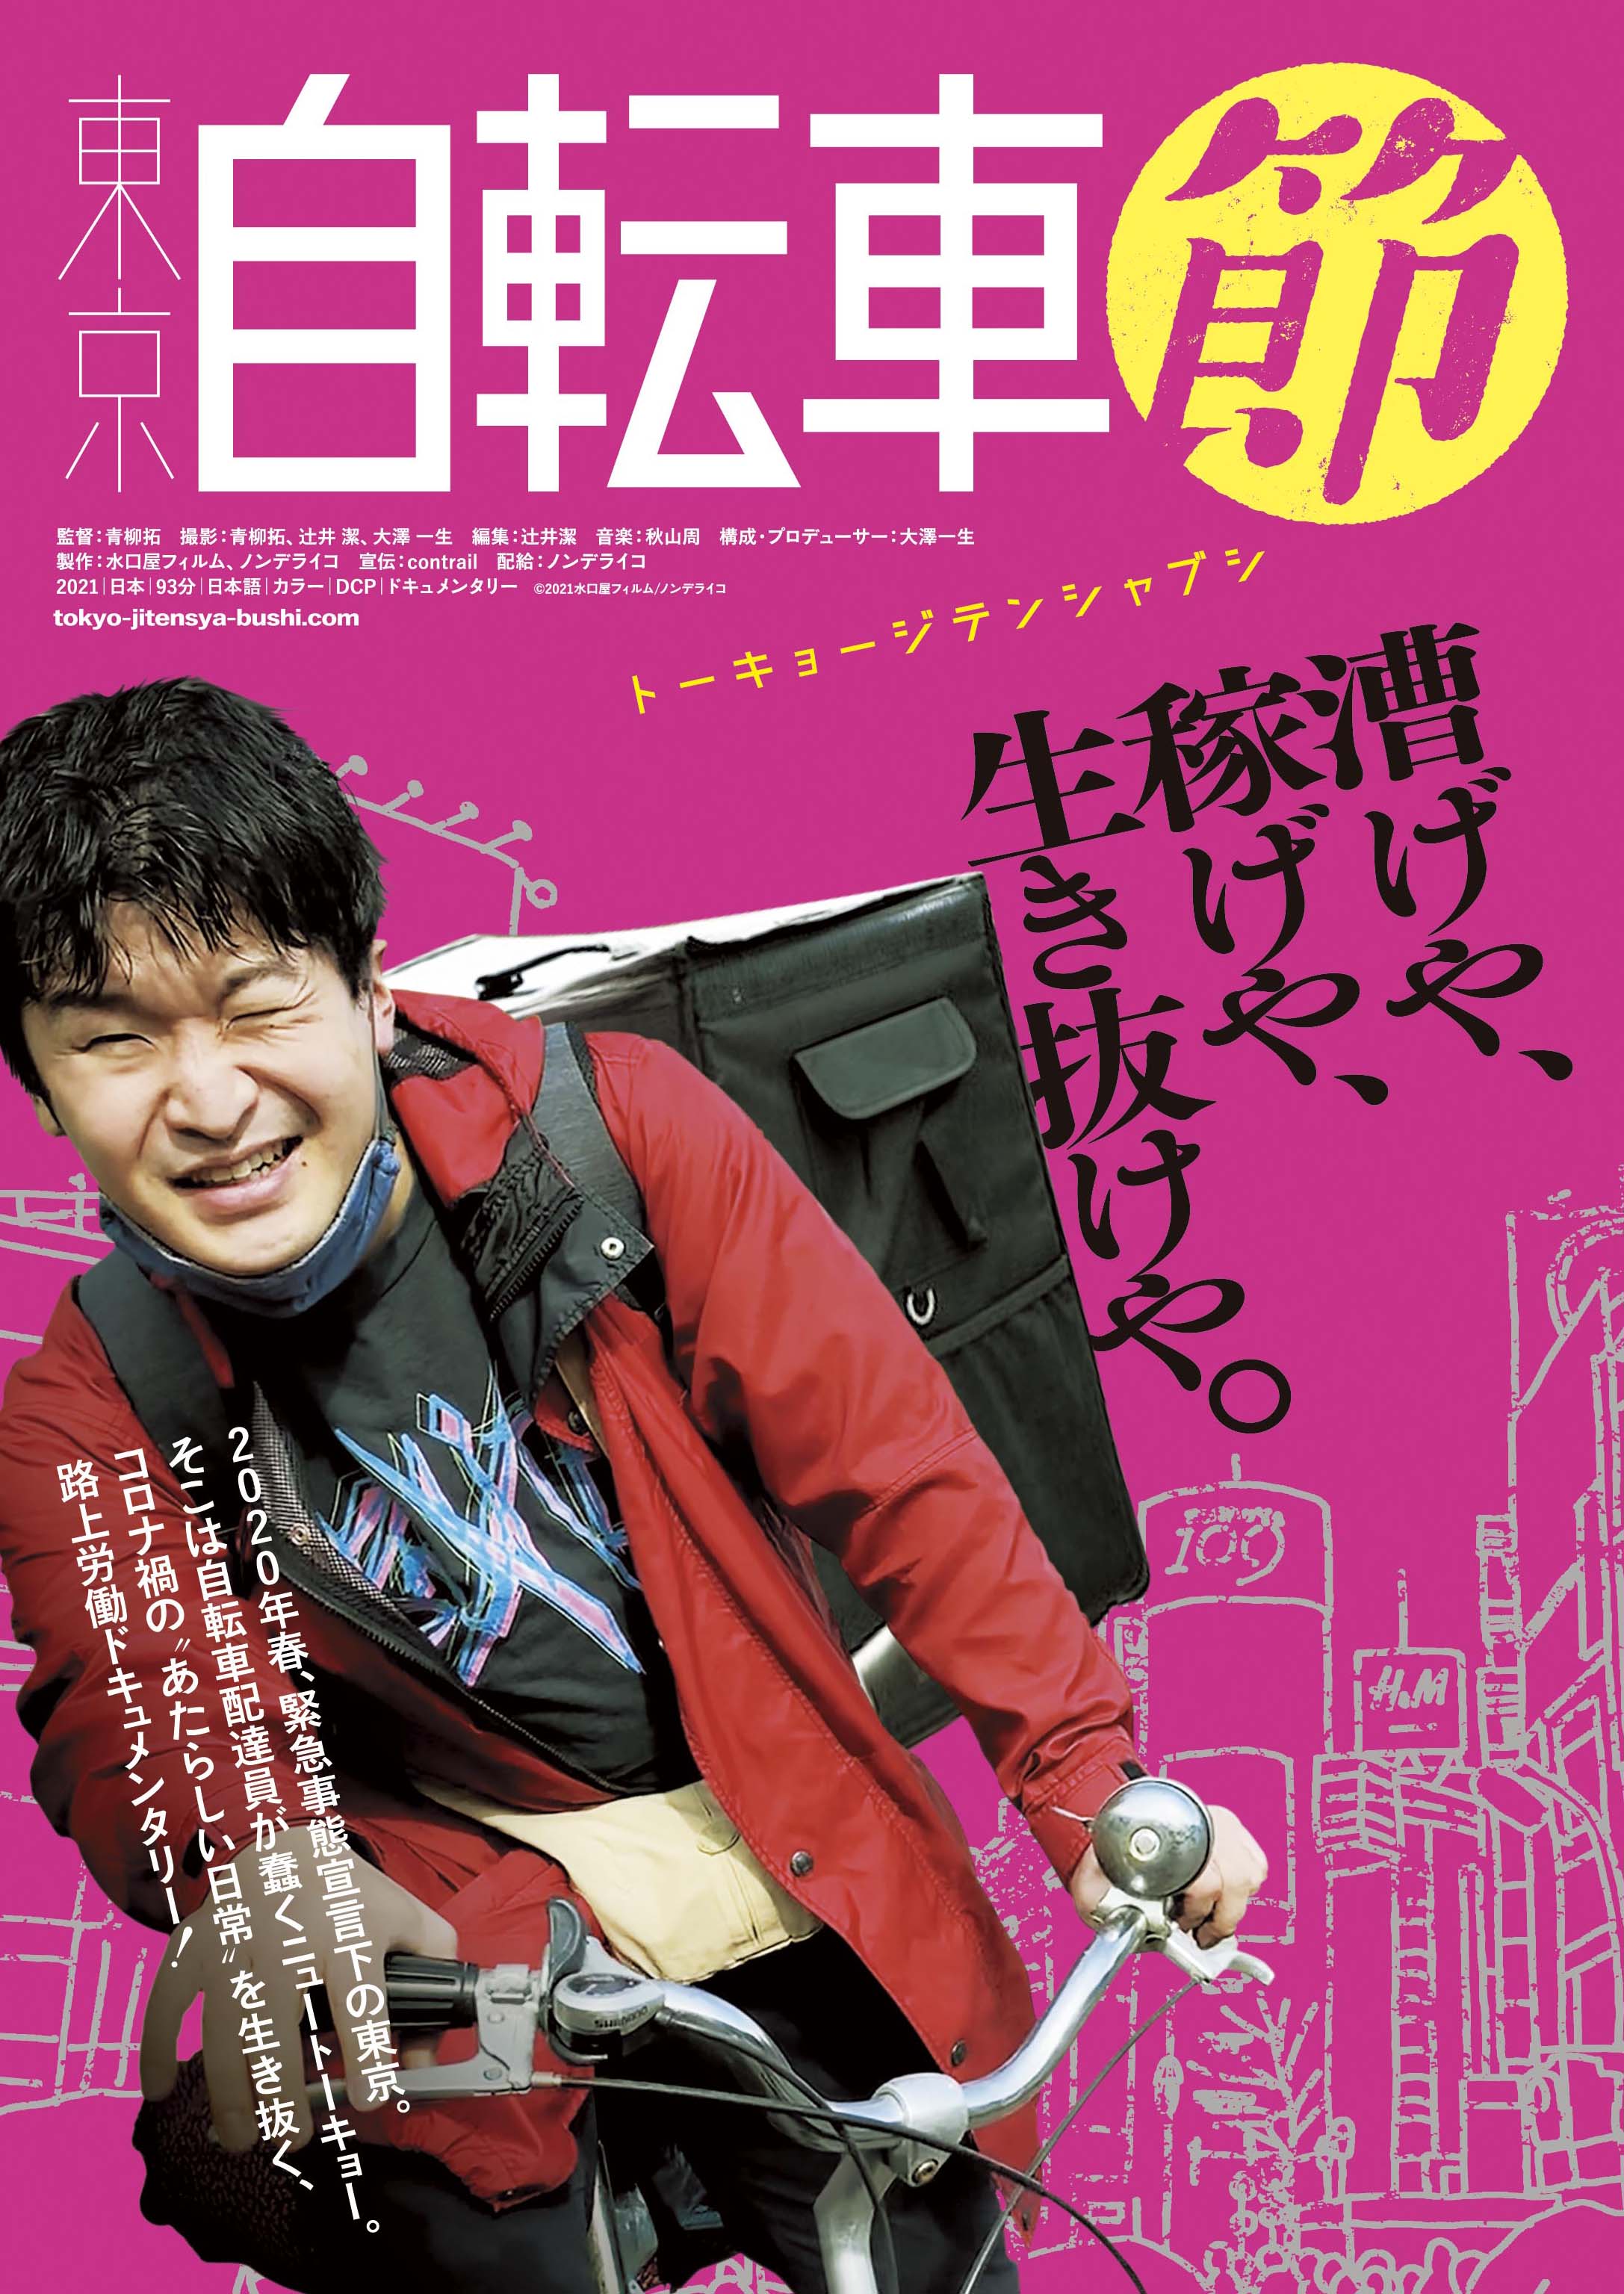 東京自転車節
監督:青柳拓　撮影:青柳拓、辻井 潔、大澤 一生　編集:辻井潔　音楽:秋山周　構成・プロデューサー:大澤一生
製作:水口屋フィルム、ノンデライコ　宣伝:contrail　配給:ノンデライコ
2021|日本|93分|日本語|カラー|DCP|ドキュメンタリー　©2021水口屋フィルム/ノンデライコ
tokyo-jitensya-bushi.com
トーキョージテンシャブシ
漕げや、
稼げや、
生き抜けや。
2020年春、緊急事態宣言下の東京。
そこは自転車配達員が蠢くニュートーキョー。
コロナ禍の〝あたらしい日常〟を生き抜く、
路上労働ドキュメンタリー!
109
H&M
SHIMANO